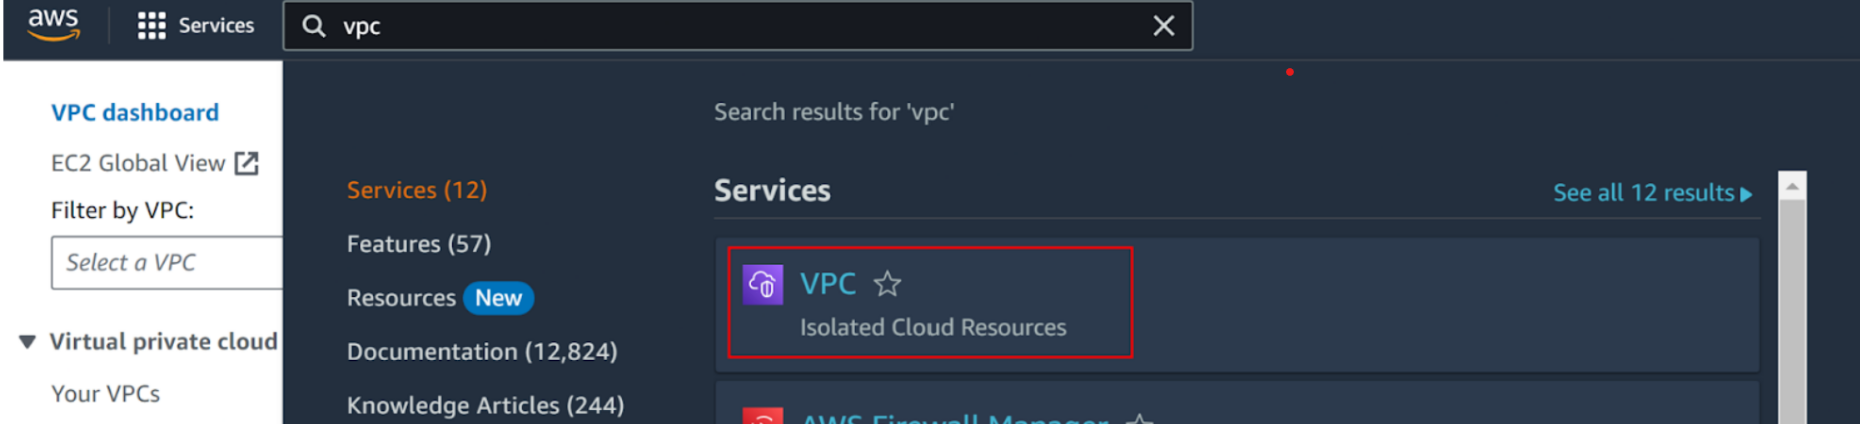 aws
Services
vpc
VPC dashboard
EC2 Global View
Filter by VPC:
Select a VPC
Virtual private cloud
Your VPCs
Search results for 'vpc'
Services (12)
Features (57)
Resources New
Documentation (12,824)
Knowledge Articles (244)
Services
See all 12 results
VPC
Isolated Cloud Resources
AWS Firewall Manager